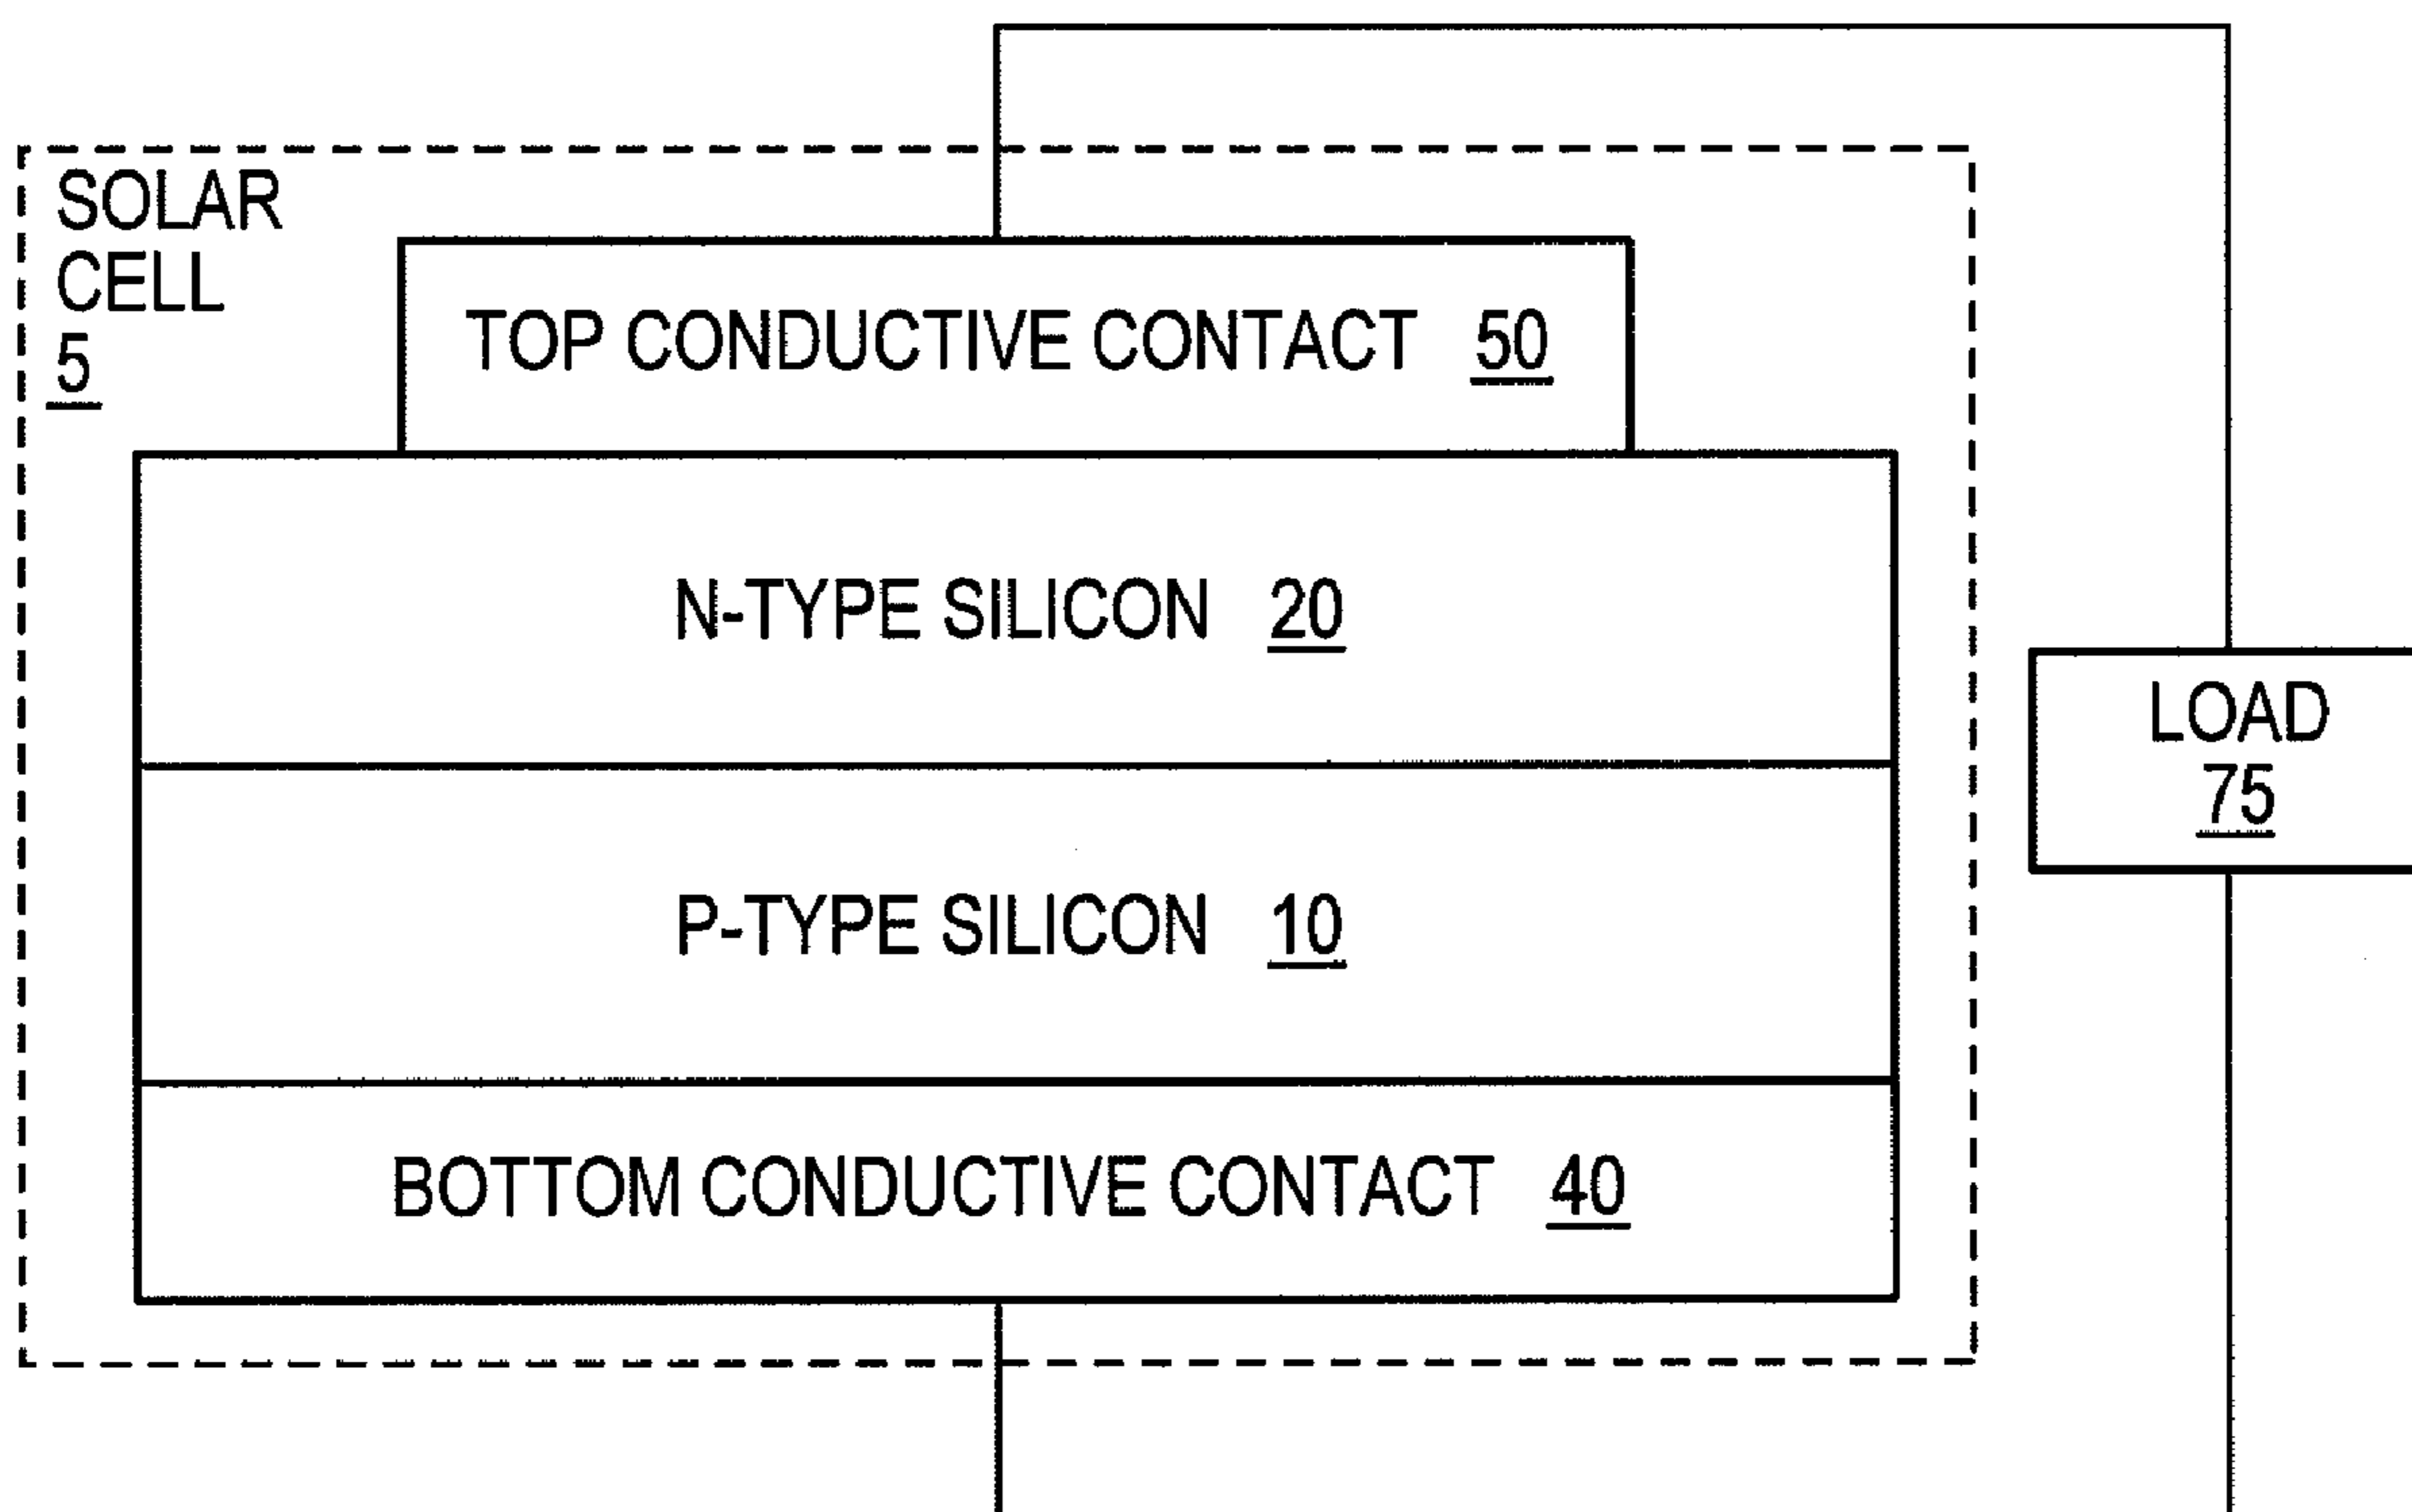 SOLAR
CELL
5
TOP CONDUCTIVE CONTACT 50
N-TYPE SILICON 20
LOAD
75
P-TYPE SILICON 10
BOTTOM CONDUCTIVE CONTACT 40